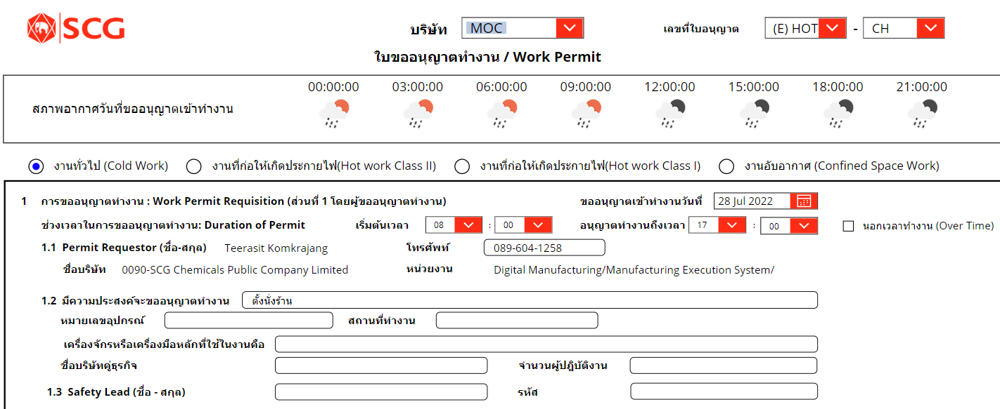 SCG
บริษัท MOC เลขที่ใบอนุญาต (E) HOT - CH
ใบขออนุญาตทำงาน / Work Permit
00:00:00 03:00:00 06:00:00 09:00:00 12:00:00 15:00:00 18:00:00 21:00:00
สภาพอากาศวันที่ขออนุญาตเข้าทำงาน
งานทั่วไป (Cold Work) งานที่ก่อให้เกิดประกายไฟ(Hot work Class II) งานที่ก่อให้เกิดประกายไฟ(Hot work Class I) งานอับอากาศ (Confined Space Work)
1 การขออนุญาตทำงาน : Work Permit Requisition (ส่วนที่ 1 โดยผู้ขออนุญาตทำงาน) ขออนุญาตเข้าทำงานวันที่ 28 Jul 2022
ช่วงเวลาในการขออนุญาตทำงาน: Duration of Permit เริ่มต้นเวลา 08 : 00 อนุญาตทำงานถึงเวลา 17 : 00 นอกเวลาทำงาน (Over Time)
1.1 Permit Requestor (ชื่อ-สกุล) Teerasit Komkrajang โทรศัพท์ 089-604-1258
ชื่อบริษัท 0090-SCG Chemicals Public Company Limited หน่วยงาน Digital Manufacturing/Manufacturing Execution System/
1.2 มีความประสงค์จะขออนุญาตทำงาน ตั้งนั่งร้าน
หมายเลขอุปกรณ์ สถานที่ทำงาน
เครื่องจักรหรือเครื่องมือหลักที่ใช้ในงานคือ
ชื่อบริษัทคู่ธุรกิจ จำนวนผู้ปฏิบัติงาน
1.3 Safety Lead (ชื่อ - สกุล) รหัส